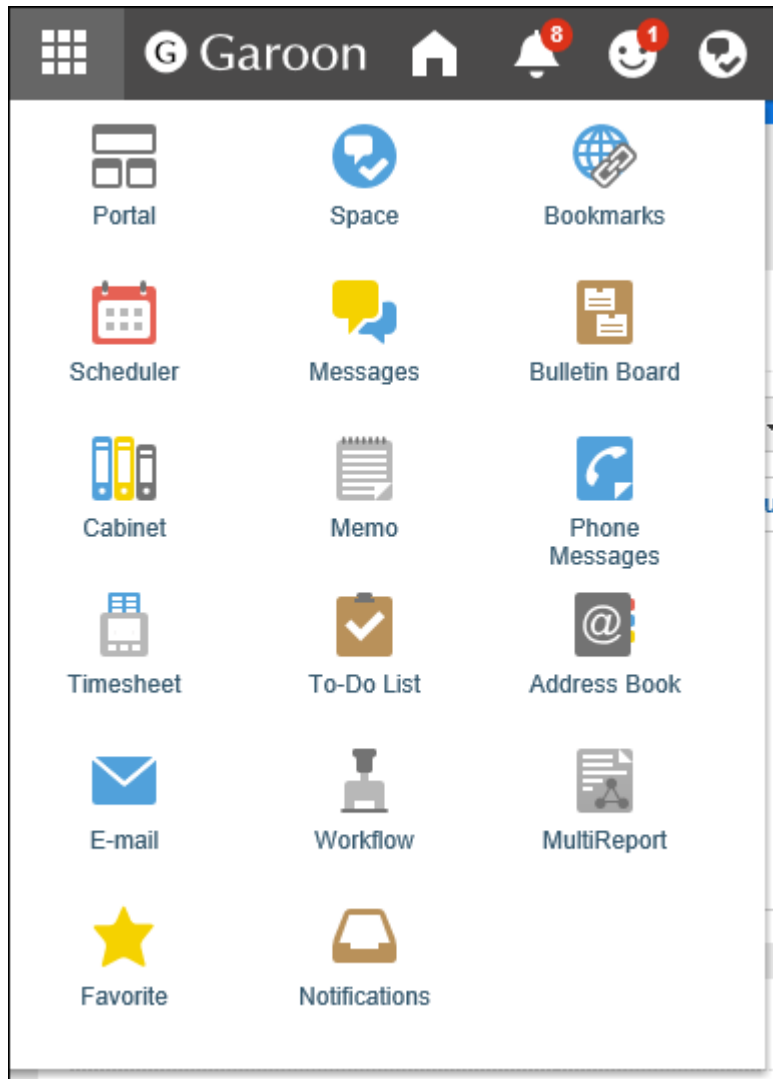 G Garoon 8 1
Portal Space Bookmarks
Scheduler Messages Bulletin Board
Cabinet Memo Phone
Messages
@
Timesheet To-Do List Address Book
E-mail Workflow MultiReport
Favorite Notifications